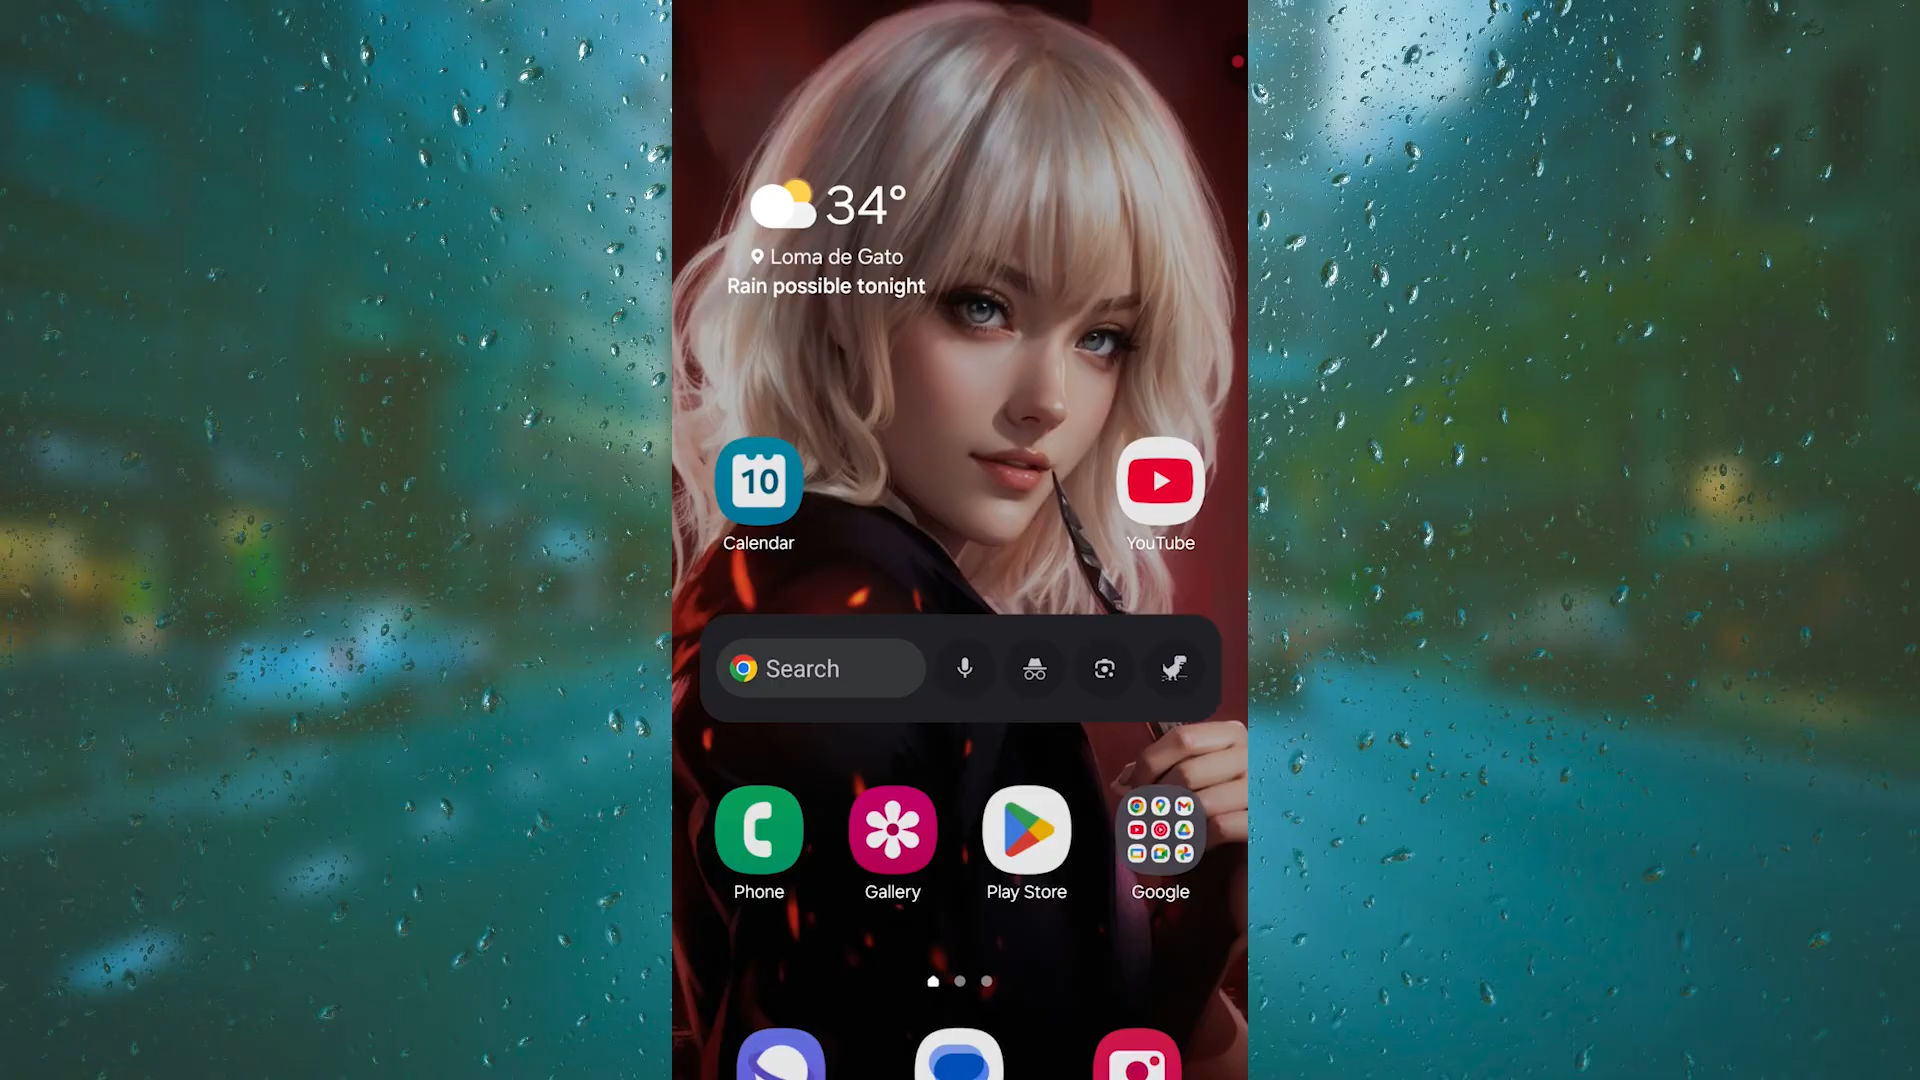 34°
Loma de Gato
Rain possible tonight
10
Calendar
YouTube
Search
Phone
Gallery
Play Store
Google